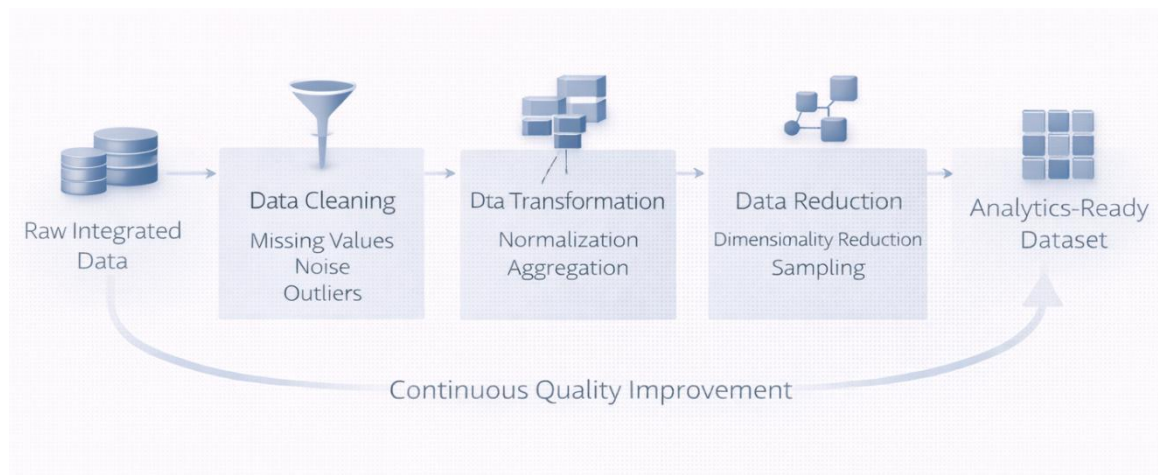 Raw Integrated
Data
Data Cleaning
Missing Values
Noise
Outliers
Dta Transformation
Normalization
Aggregation
Data Reduction
Dimensimality Reduction
Sampling
Analytics-Ready
Dataset
Continuous Quality Improvement